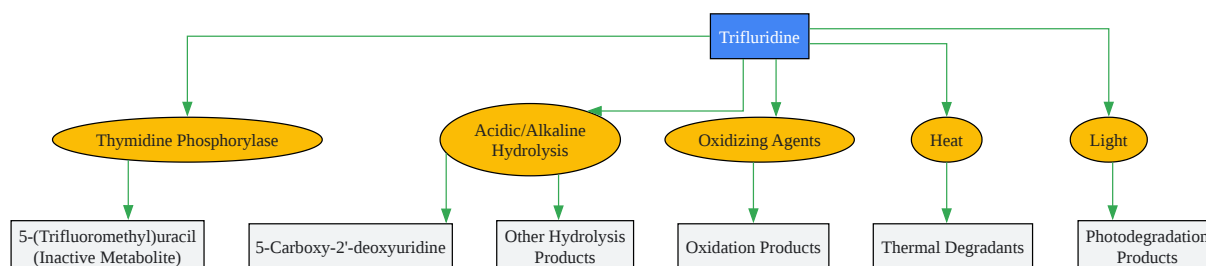 Trifluridine
Thymidine Phosphorylase
Acidic/Alkaline
Hydrolysis
Oxidizing Agents
Heat
Light
5-(Trifluoromethyl)uracil
(Inactive Metabolite)
5-Carboxy-2'-deoxyuridine
Other Hydrolysis
Products
Oxidation Products
Thermal Degradants
Photodegradation
Products